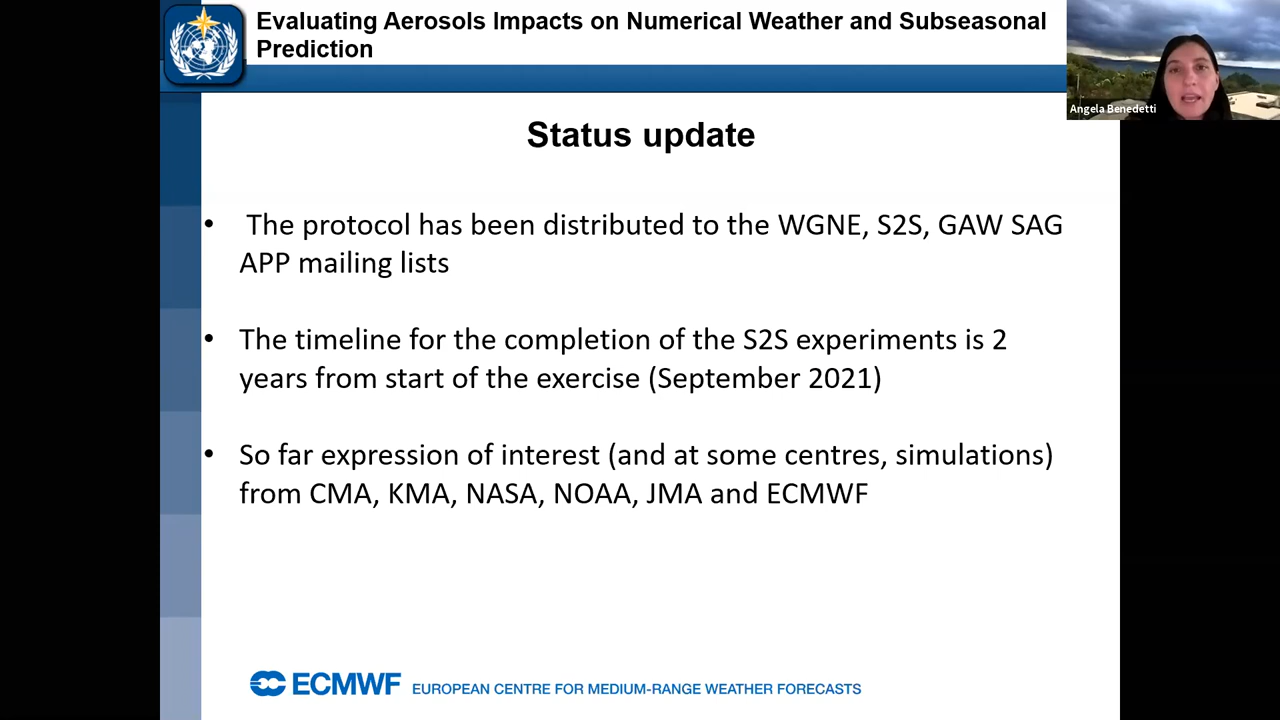 Evaluating Aerosols Impacts on Numerical Weather and Subseasonal
Prediction
Angela Benedetti
Status update
• The protocol has been distributed to the WGNE, S2S, GAW SAG
APP mailing lists
• The timeline for the completion of the S2S experiments is 2
years from start of the exercise (September 2021)
• So far expression of interest (and at some centres, simulations)
from CMA, KMA, NASA, NOAA, JMA and ECMWF
ECMWF EUROPEAN CENTRE FOR MEDIUM-RANGE WEATHER FORECASTS